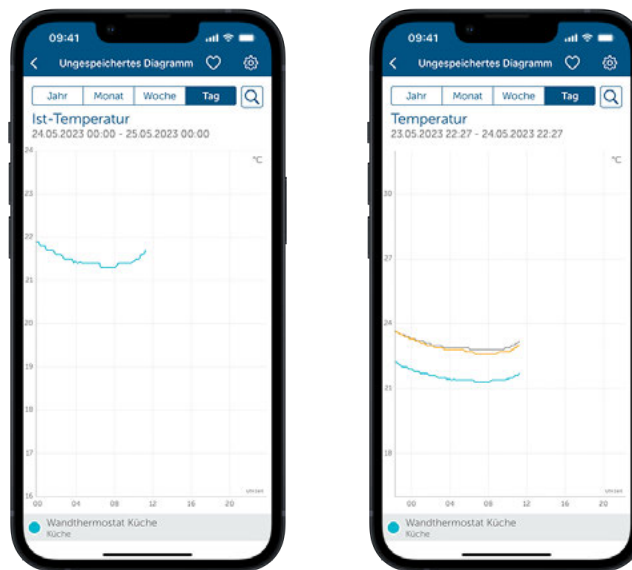 09:41
Ungespeichertes Diagramm
Jahr Monat Woche Tag
Ist-Temperatur
24.05.2023 00:00 - 25.05.2023 00:00
°C
24
23
22
21
20
19
18
17
16
00 04 08 12 16 20
Uhrzeit
Wandthermostat Küche
Küche
09:41
Ungespeichertes Diagramm
Jahr Monat Woche Tag
Temperatur
23.05.2023 22:27 - 24.05.2023 22:27
°C
30
27
24
21
18
00 04 08 12 16 20
Uhrzeit
Wandthermostat Küche
Küche